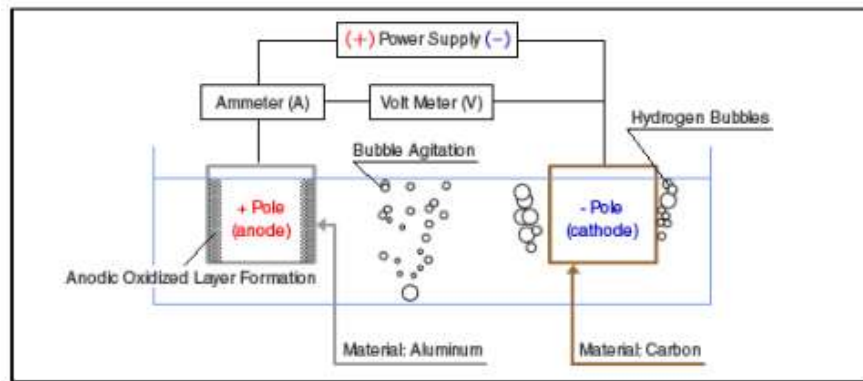 (+) Power Supply (-)
Ammeter (A)
Volt Meter (V)
Hydrogen Bubbles
Bubble Agitation
+ Pole
(anode)
- Pole
(cathode)
Anodic Oxidized Layer Formation
Material: Aluminum
Material: Carbon